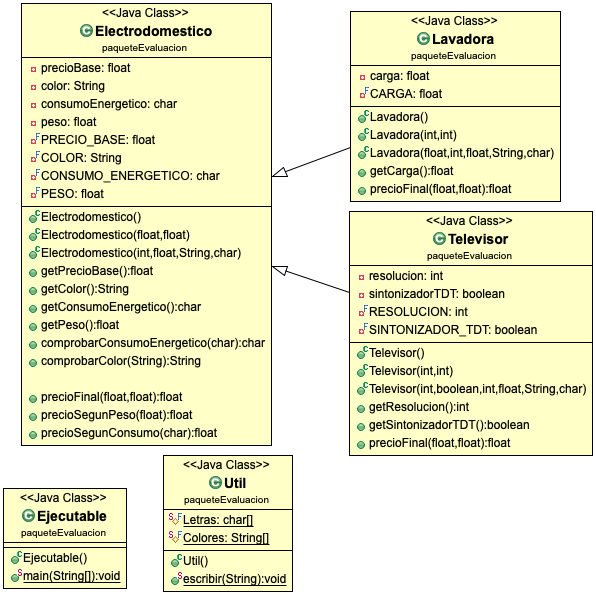 <<Java Class>>
Electrodomestico
paqueteEvaluacion
precioBase: float
color: String
consumoEnergetico: char
peso: float
PRECIO_BASE: float
COLOR: String
CONSUMO_ENERGETICO: char
PESO: float
Electrodomestico()
Electrodomestico(float,float)
Electrodomestico(int,float,String,char)
getPrecioBase():float
getColor():String
getConsumoEnergetico():char
getPeso():float
comprobarConsumoEnergetico(char):char
comprobarColor(String):String
precioFinal(float,float):float
precioSegunPeso(float):float
precioSegunConsumo(char):float
<<Java Class>>
Lavadora
paqueteEvaluacion
carga: float
CARGA: float
Lavadora()
Lavadora(int,int)
Lavadora(float,int,float,String,char)
getCarga():float
precioFinal(float,float):float
<<Java Class>>
Televisor
paqueteEvaluacion
resolucion: int
sintonizadorTDT: boolean
RESOLUCION: int
SINTONIZADOR_TDT: boolean
Televisor()
Televisor(int,int)
Televisor(int,boolean,int,float,String,char)
getResolucion():int
getSintonizadorTDT():boolean
precioFinal(float,float):float
<<Java Class>>
Ejecutable
paqueteEvaluacion
Ejecutable()
main(String[]):void
<<Java Class>>
Util
paqueteEvaluacion
Letras: char[]
Colores: String[]
Util()
escribir(String):void